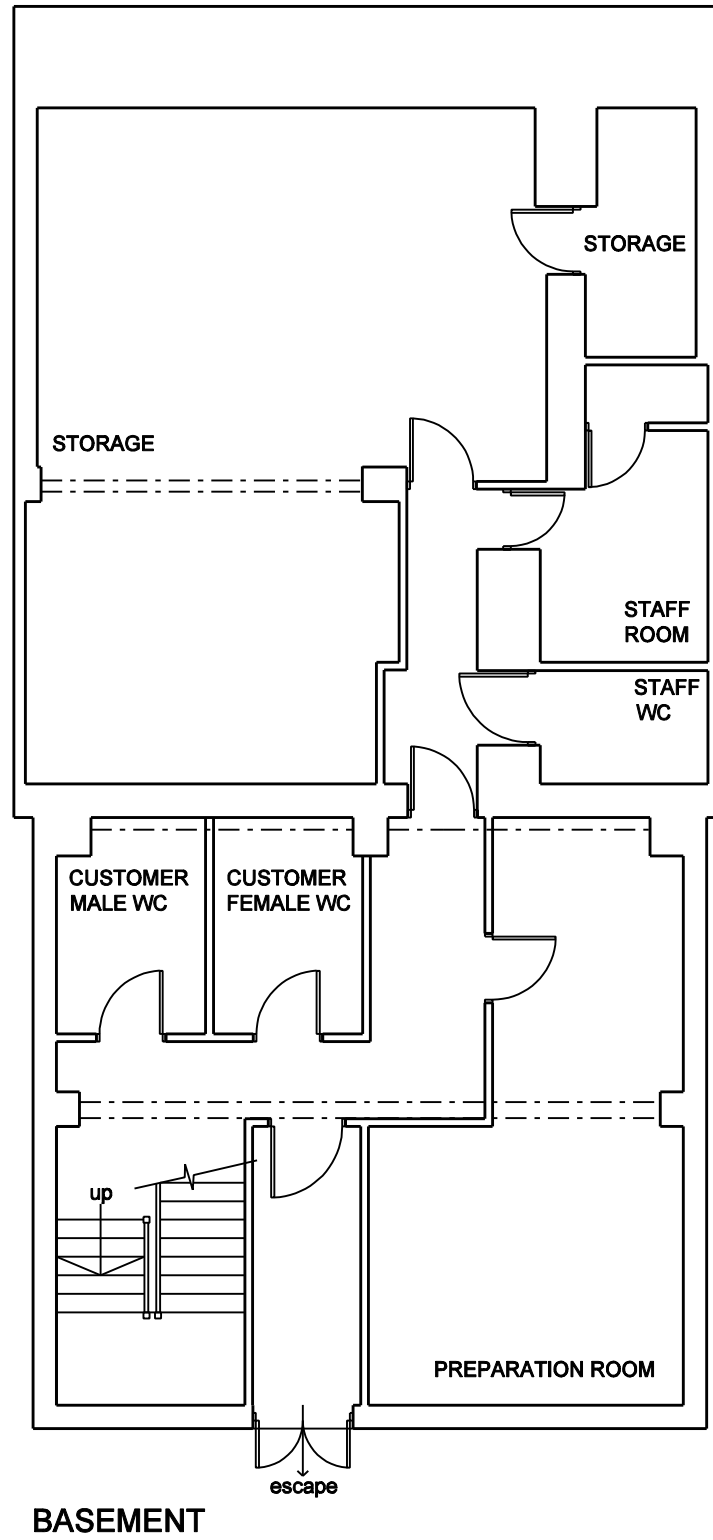 STORAGE
STORAGE
STAFF
ROOM
STAFF
WC
CUSTOMER
MALE WC
CUSTOMER
FEMALE WC
up
PREPARATION ROOM
escape
BASEMENT